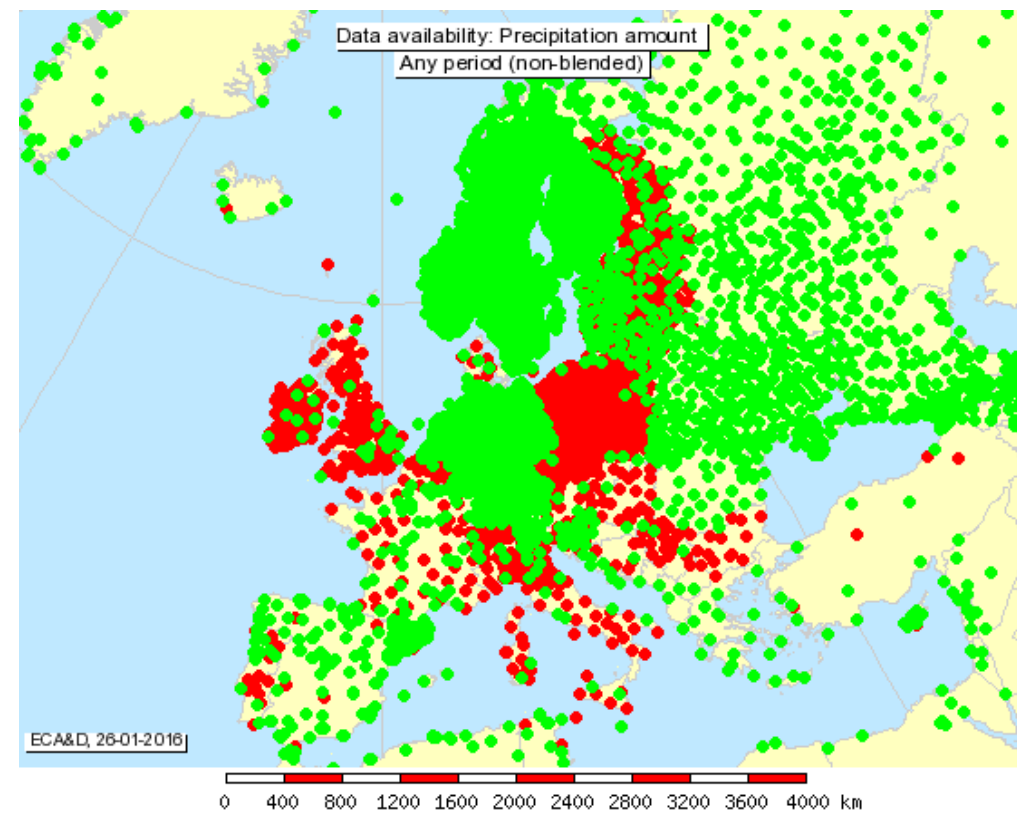 Data availability: Precipitation amount
Any period (non-blended)
ECA&D, 26-01-2016
0 400 800 1200 1600 2000 2400 2800 3200 3600 4000 km